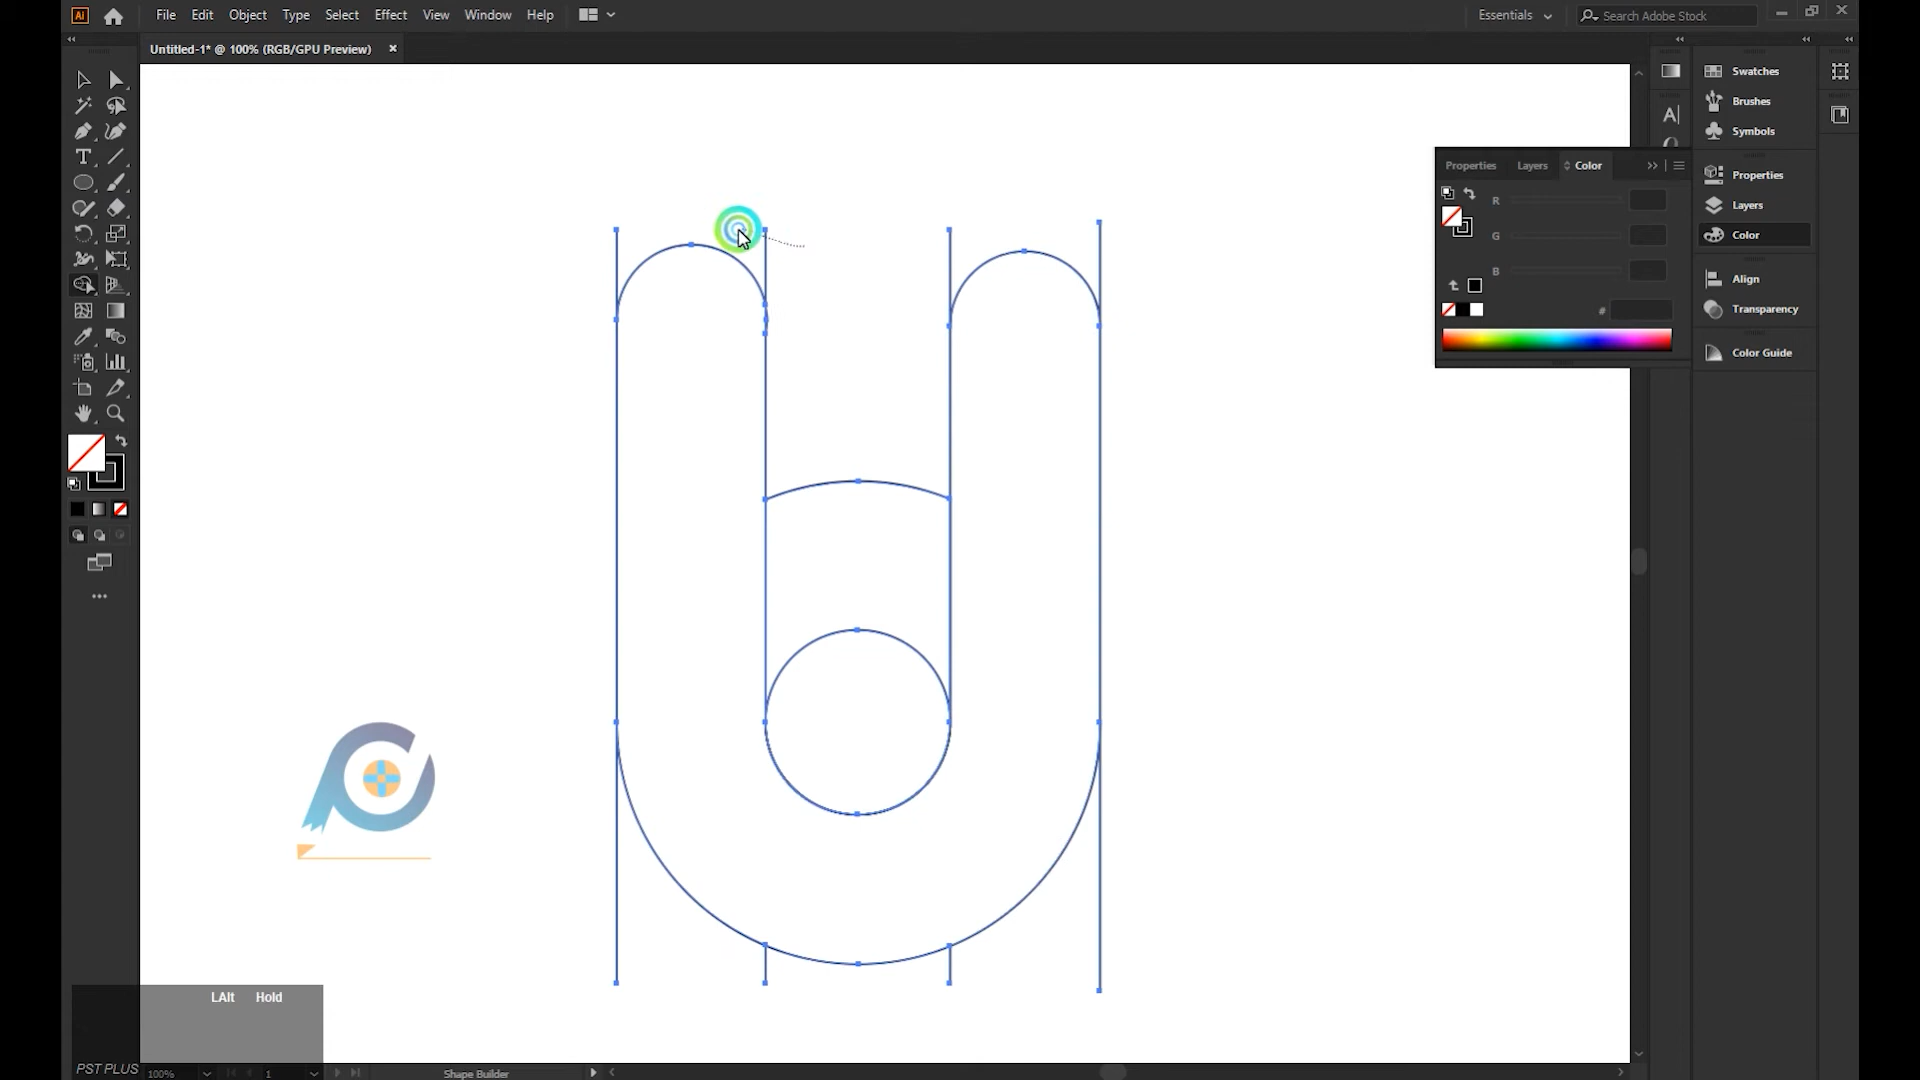 Ai File Edit Object Type Select Effect View Window Help Essentials Search Adobe Stock
Untitled-1* @ 100% (RGB/GPU Preview)
Swatches
Brushes
Symbols
Properties Layers Color
Properties
R
Layers
G
Color
B
Align
#
Transparency
Color Guide
LAlt Hold
PST PLUS
100% 1 Shape Builder